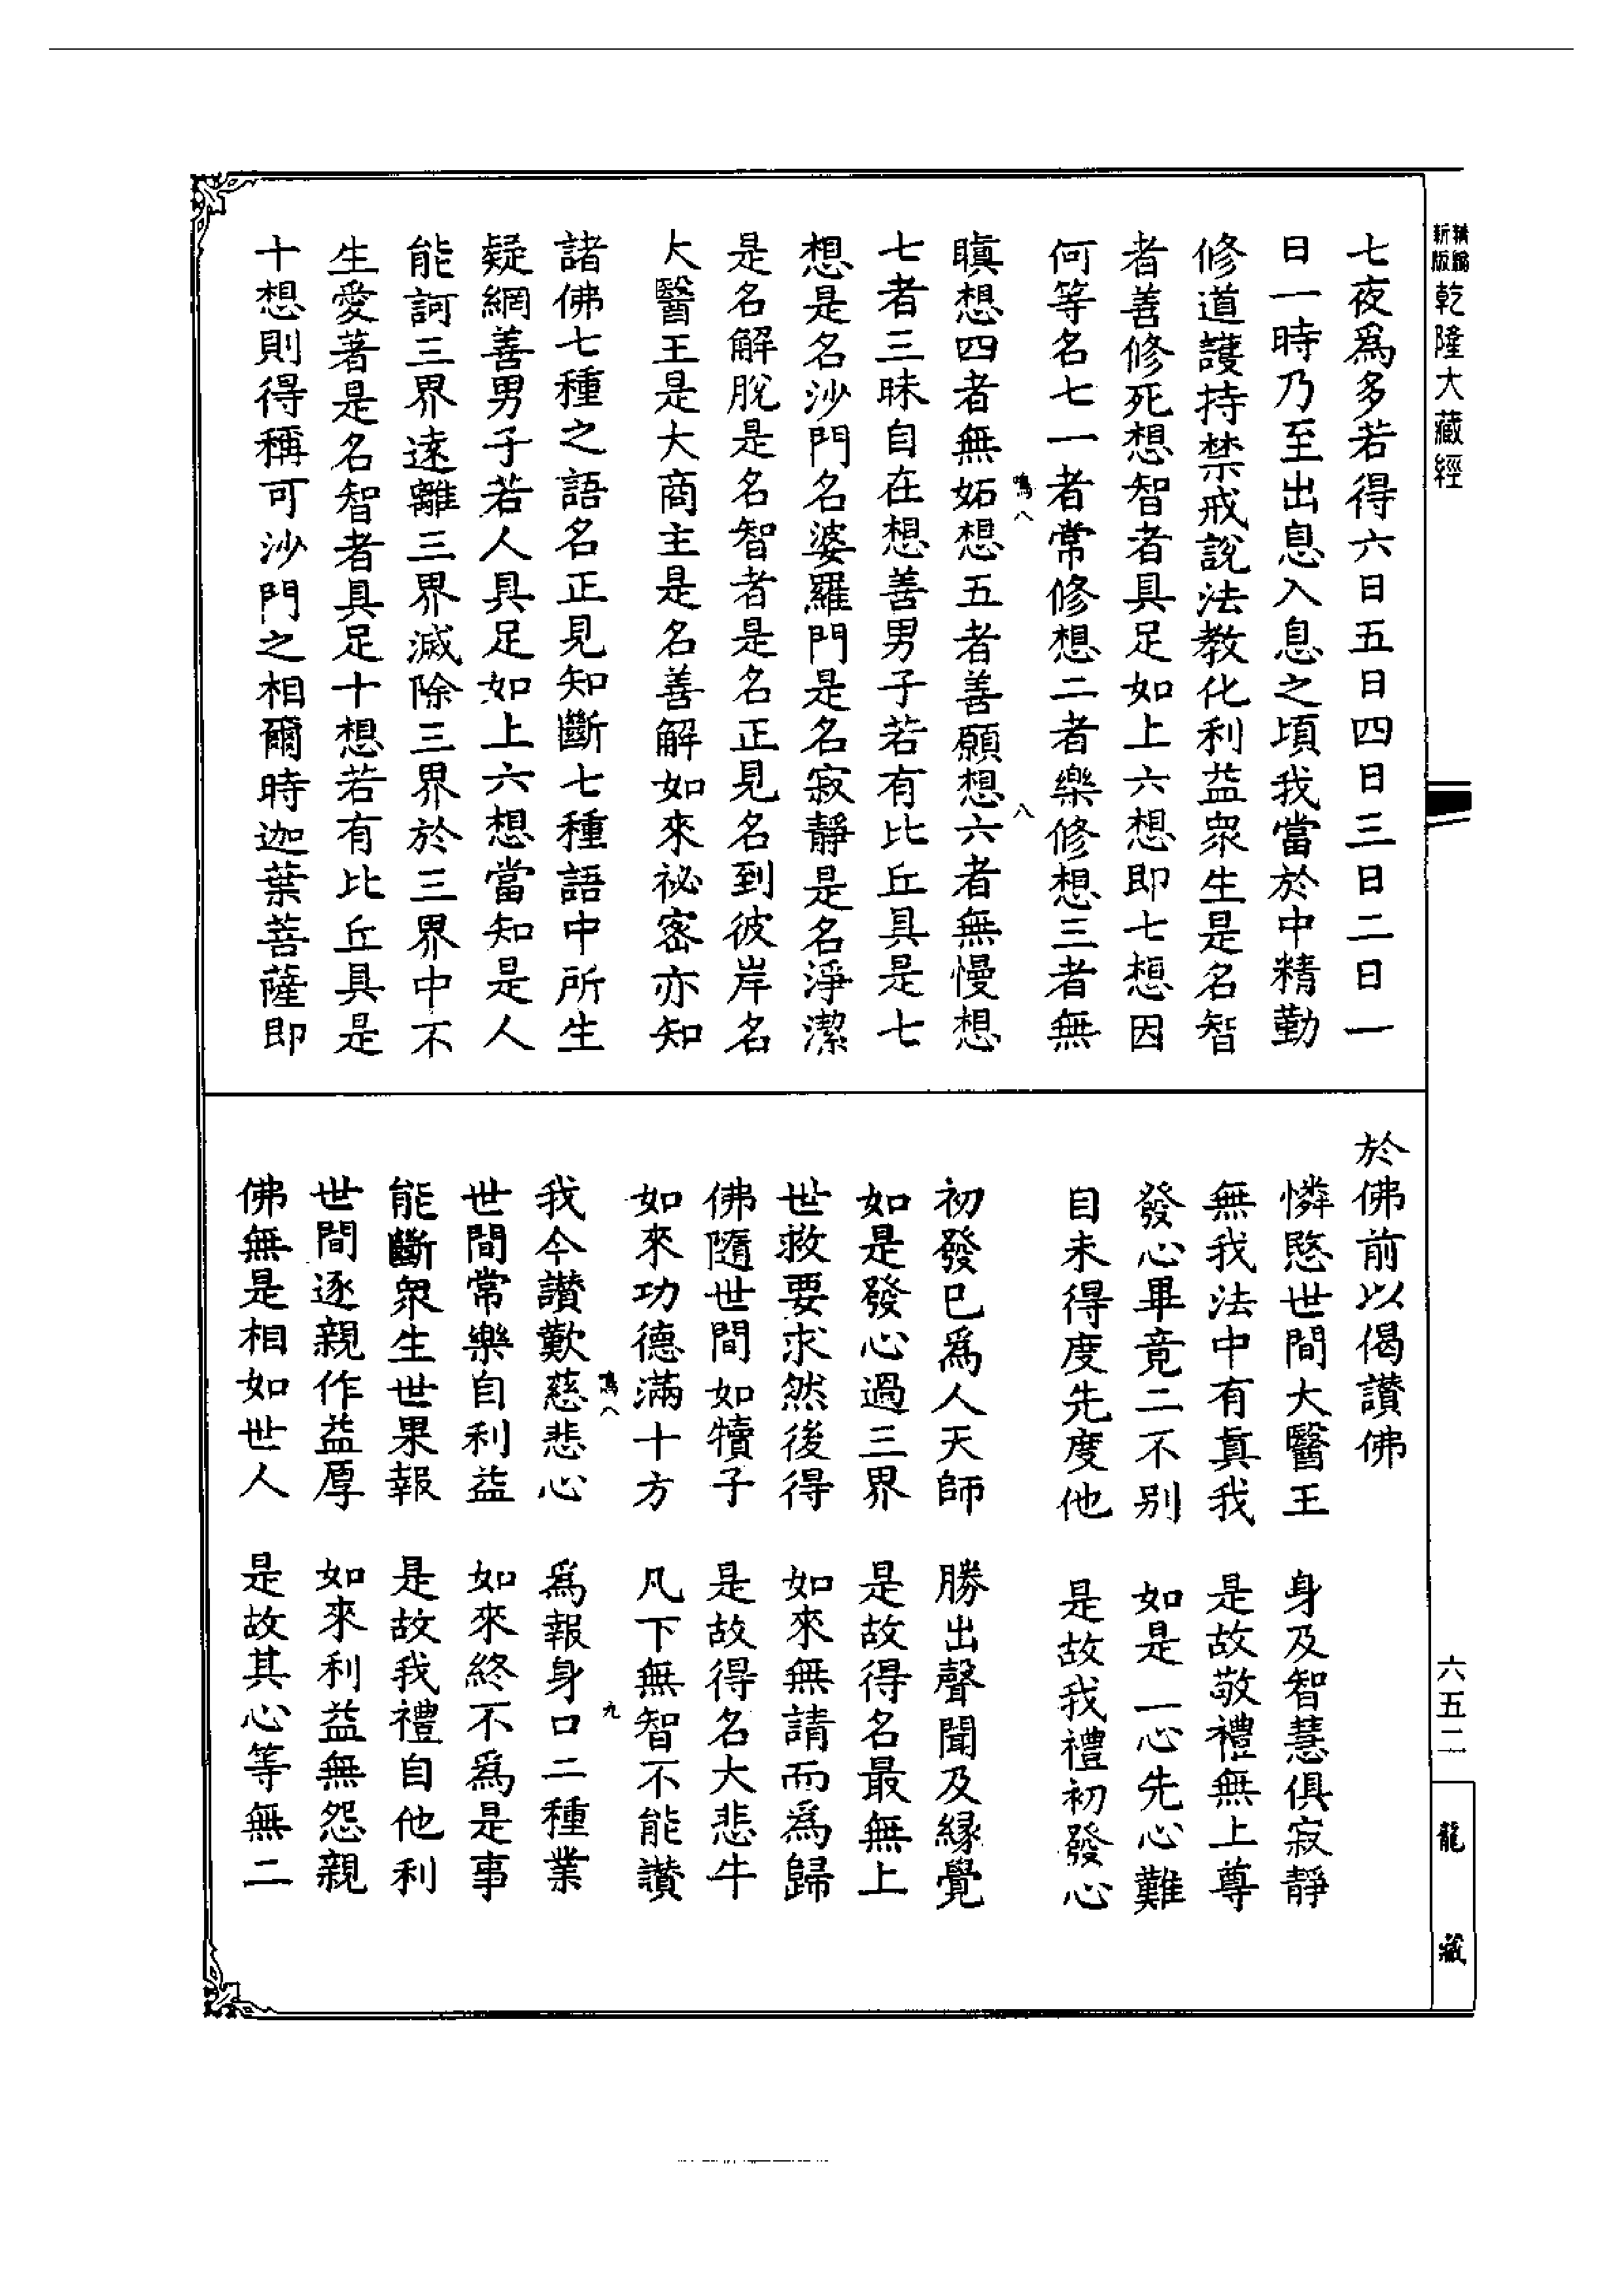 新編
新版
乾隆大藏經
七夜爲多若得六日五日四日三日二日一
日一時乃至出息入息之頃我當於中精勤
修道護持禁戒說法教化利益衆生是名智
者善修死想智者具足如上六想即七想因
何等名七一者常修想二者樂修想三者無
鳴八
八
瞋想四者無妬想五者善願想六者無慢想
七者三昧自在想善男子若有比丘具是七
想是名沙門名婆羅門是名寂靜是名淨潔
是名解脫是名智者是名正見名到彼岸名
大醫王是大商主是名善解如來祕密亦知
諸佛七種之語名正見知斷七種語中所生
疑網善男子若人具足如上六想當知是人
能訶三界遠離三界滅除三界於三界中不
生愛著是名智者具足十想若有比丘具是
十想則得稱可沙門之相爾時迦葉菩薩即
於佛前以偈讃佛
憐愍世間大醫王　身及智慧俱寂靜
無我法中有眞我　是故敬禮無上尊
發心畢竟二不別　如是一心先心難
自未得度先度他　是故我禮初發心
初發已爲人天師　勝出聲聞及緣覺
如是發心過三界　是故得名最無上
世救要求然後得　如來無請而爲歸
佛隨世間如犢子　是故得名大悲牛
如來功德滿十方　凡下無智不能讃
鳴八
九
我今讃歎慈悲心　爲報身口二種業
世間常樂自利益　如來終不爲是事
能斷衆生世果報　是故我禮自他利
世間逐親作益厚　如來利益無怨親
佛無是相如世人　是故其心等無二
六五二
龍藏